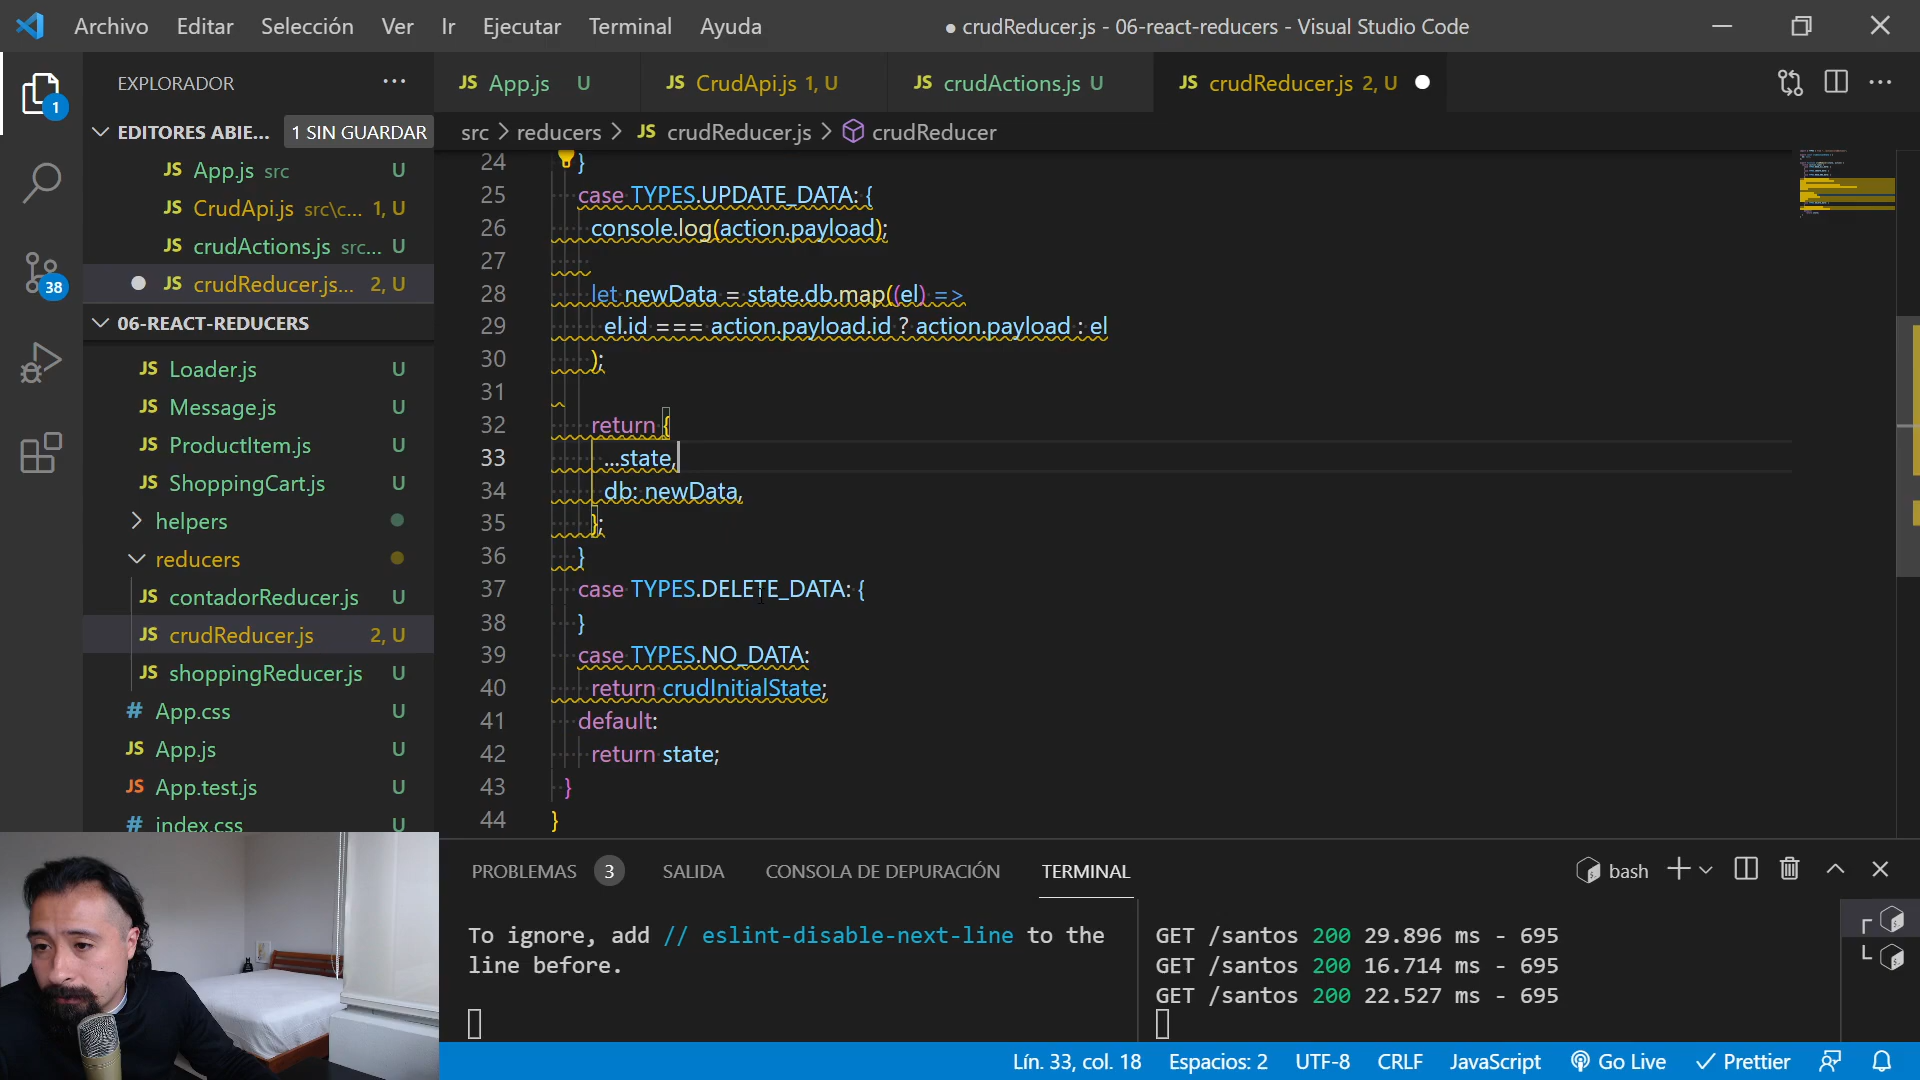 Archivo Editar Selección Ver Ir Ejecutar Terminal Ayuda
● crudReducer.js - 06-react-reducers - Visual Studio Code
EXPLORADOR ...
JS App.js U
JS CrudApi.js 1, U
JS crudActions.js U
JS crudReducer.js 2, U
1
EDITORES ABIE... 1 SIN GUARDAR
src > reducers > JS crudReducer.js > crudReducer
JS App.js src U
JS CrudApi.js src\c... 1, U
JS crudActions.js src... U
JS crudReducer.js... 2, U
38
06-REACT-REDUCERS
JS Loader.js U
JS Message.js U
JS ProductItem.js U
JS ShoppingCart.js U
helpers
reducers
JS contadorReducer.js U
JS crudReducer.js 2, U
JS shoppingReducer.js U
# App.css U
JS App.js U
JS App.test.js U
# index.css U
24 }
25 case TYPES.UPDATE_DATA: {
26 console.log(action.payload);
27
28 let newData = state.db.map((el) =>
29 el.id === action.payload.id ? action.payload : el
30 );
31
32 return {
33 ...state,
34 db: newData,
35 };
36 }
37 case TYPES.DELETE_DATA: {
38 }
39 case TYPES.NO_DATA:
40 return crudInitialState;
41 default:
42 return state;
43 }
44 }
PROBLEMAS 3 SALIDA CONSOLA DE DEPURACIÓN TERMINAL
bash
To ignore, add // eslint-disable-next-line to the
line before.
GET /santos 200 29.896 ms - 695
GET /santos 200 16.714 ms - 695
GET /santos 200 22.527 ms - 695
Lín. 33, col. 18 Espacios: 2 UTF-8 CRLF JavaScript Go Live Prettier